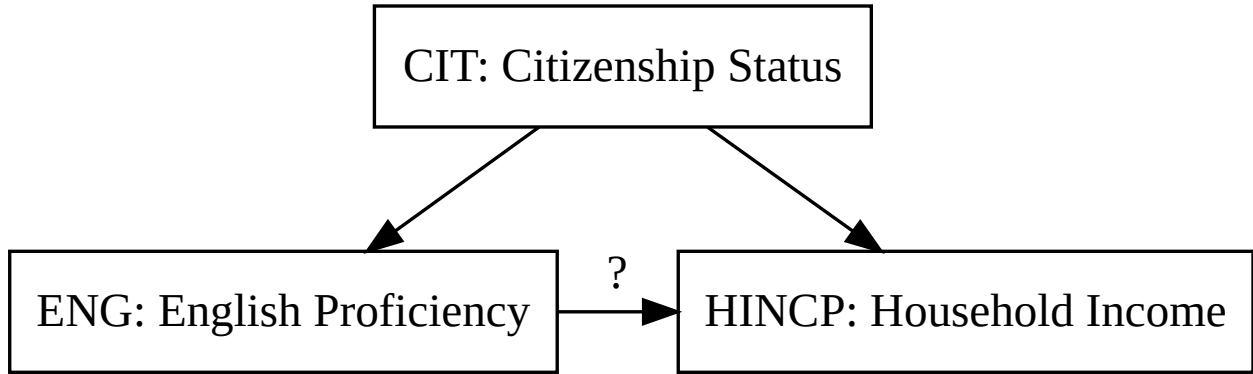 CIT: Citizenship Status
?
ENG: English Proficiency
HINCP: Household Income